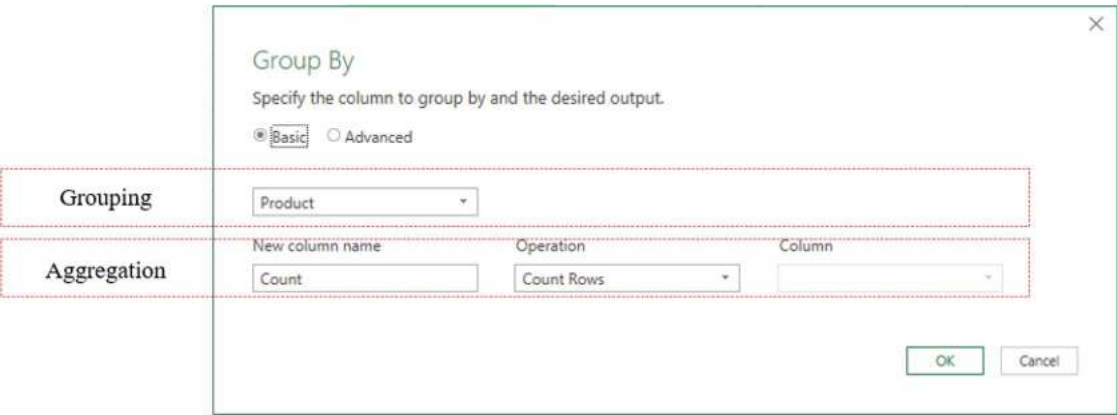 Group By
Specify the column to group by and the desired output.
Basic Advanced
Grouping Product
New column name Operation Column
Aggregation Count Count Rows
OK Cancel